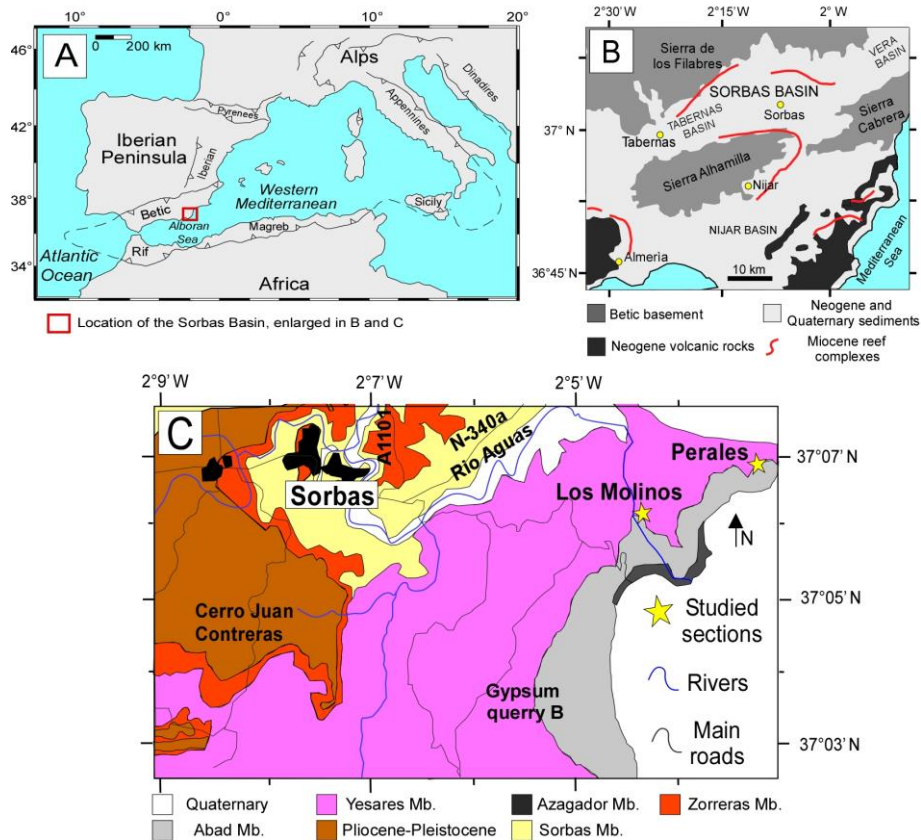 10°
0°
10°
20°
A
0 200 km
46°
42°
38°
34°
Alps
Dinadires
Appennines
Pyrenees
Iberian
Peninsula
Iberian
Western
Mediterranean
Betic
Alboran
Sea
Sicily
Rif
Magreb
Atlantic
Ocean
Africa
Location of the Sorbas Basin, enlarged in B and C
2°30' W
2°15' W
2° W
B
Sierra de
los Filabres
VERA
BASIN
SORBAS BASIN
Sorbas
37° N
TABERNAS
BASIN
Tabernas
Sierra
Cabrera
Sierra Alhamilla
Nijar
NIJAR BASIN
Almeria
36°45' N
10 km
Mediterranean
Sea
Betic basement
Neogene and
Quaternary sediments
Neogene volcanic rocks
Miocene reef
complexes
2°9' W
2°7' W
2°5' W
C
A1101
N-340a
Rio Aguas
Sorbas
Perales
37°07' N
Los Molinos
N
37°05' N
Cerro Juan
Contreras
Studied
sections
Rivers
Gypsum
querry B
Main
roads
37°03' N
Quaternary
Yesares Mb.
Azagador Mb.
Zorreras Mb.
Abad Mb.
Pliocene-Pleistocene
Sorbas Mb.